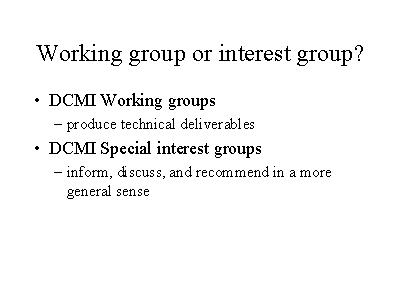 Working group or interest group?
• DCMI Working groups
– produce technical deliverables
• DCMI Special interest groups
– inform, discuss, and recommend in a more
general sense